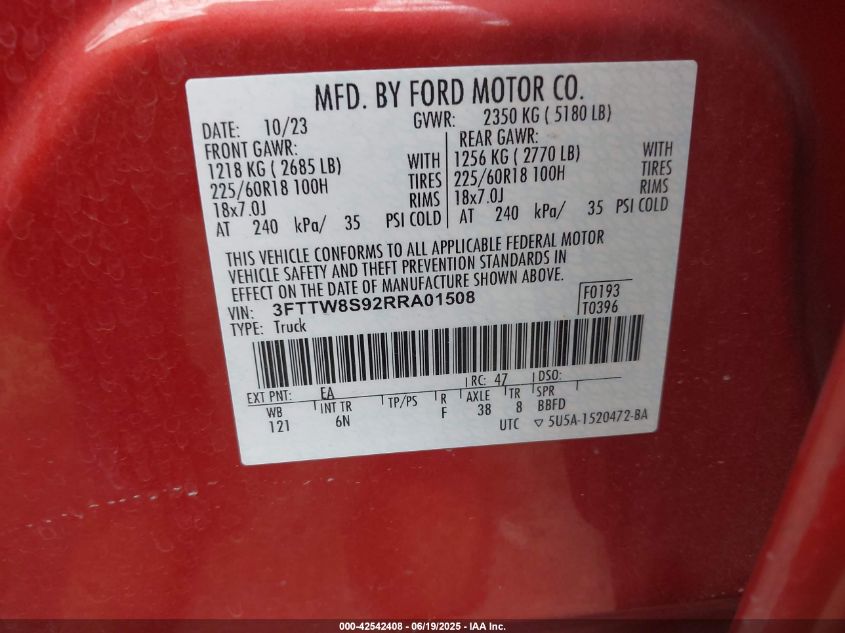 MFD. BY FORD MOTOR CO.
DATE: 10/23 GVWR: 2350 KG ( 5180 LB)
FRONT GAWR: REAR GAWR:
1218 KG ( 2685 LB) WITH 1256 KG ( 2770 LB) WITH
225/60R18 100H TIRES 225/60R18 100H TIRES
18x7.0J RIMS 18x7.0J RIMS
AT 240 kPa/ 35 PSI COLD AT 240 kPa/ 35 PSI COLD
THIS VEHICLE CONFORMS TO ALL APPLICABLE FEDERAL MOTOR
VEHICLE SAFETY AND THEFT PREVENTION STANDARDS IN
EFFECT ON THE DATE OF MANUFACTURE SHOWN ABOVE.
VIN: 3FTTW8S92RRA01508 F0193
TYPE: Truck T0396
EXT PNT: EA RC: 47 DSO:
WB INT TR TP/PS R AXLE TR SPR
121 6N F 38 8 BBFD
UTC ▽ 5U5A-1520472-BA
000-42542408 - 06/19/2025 - IAA Inc.